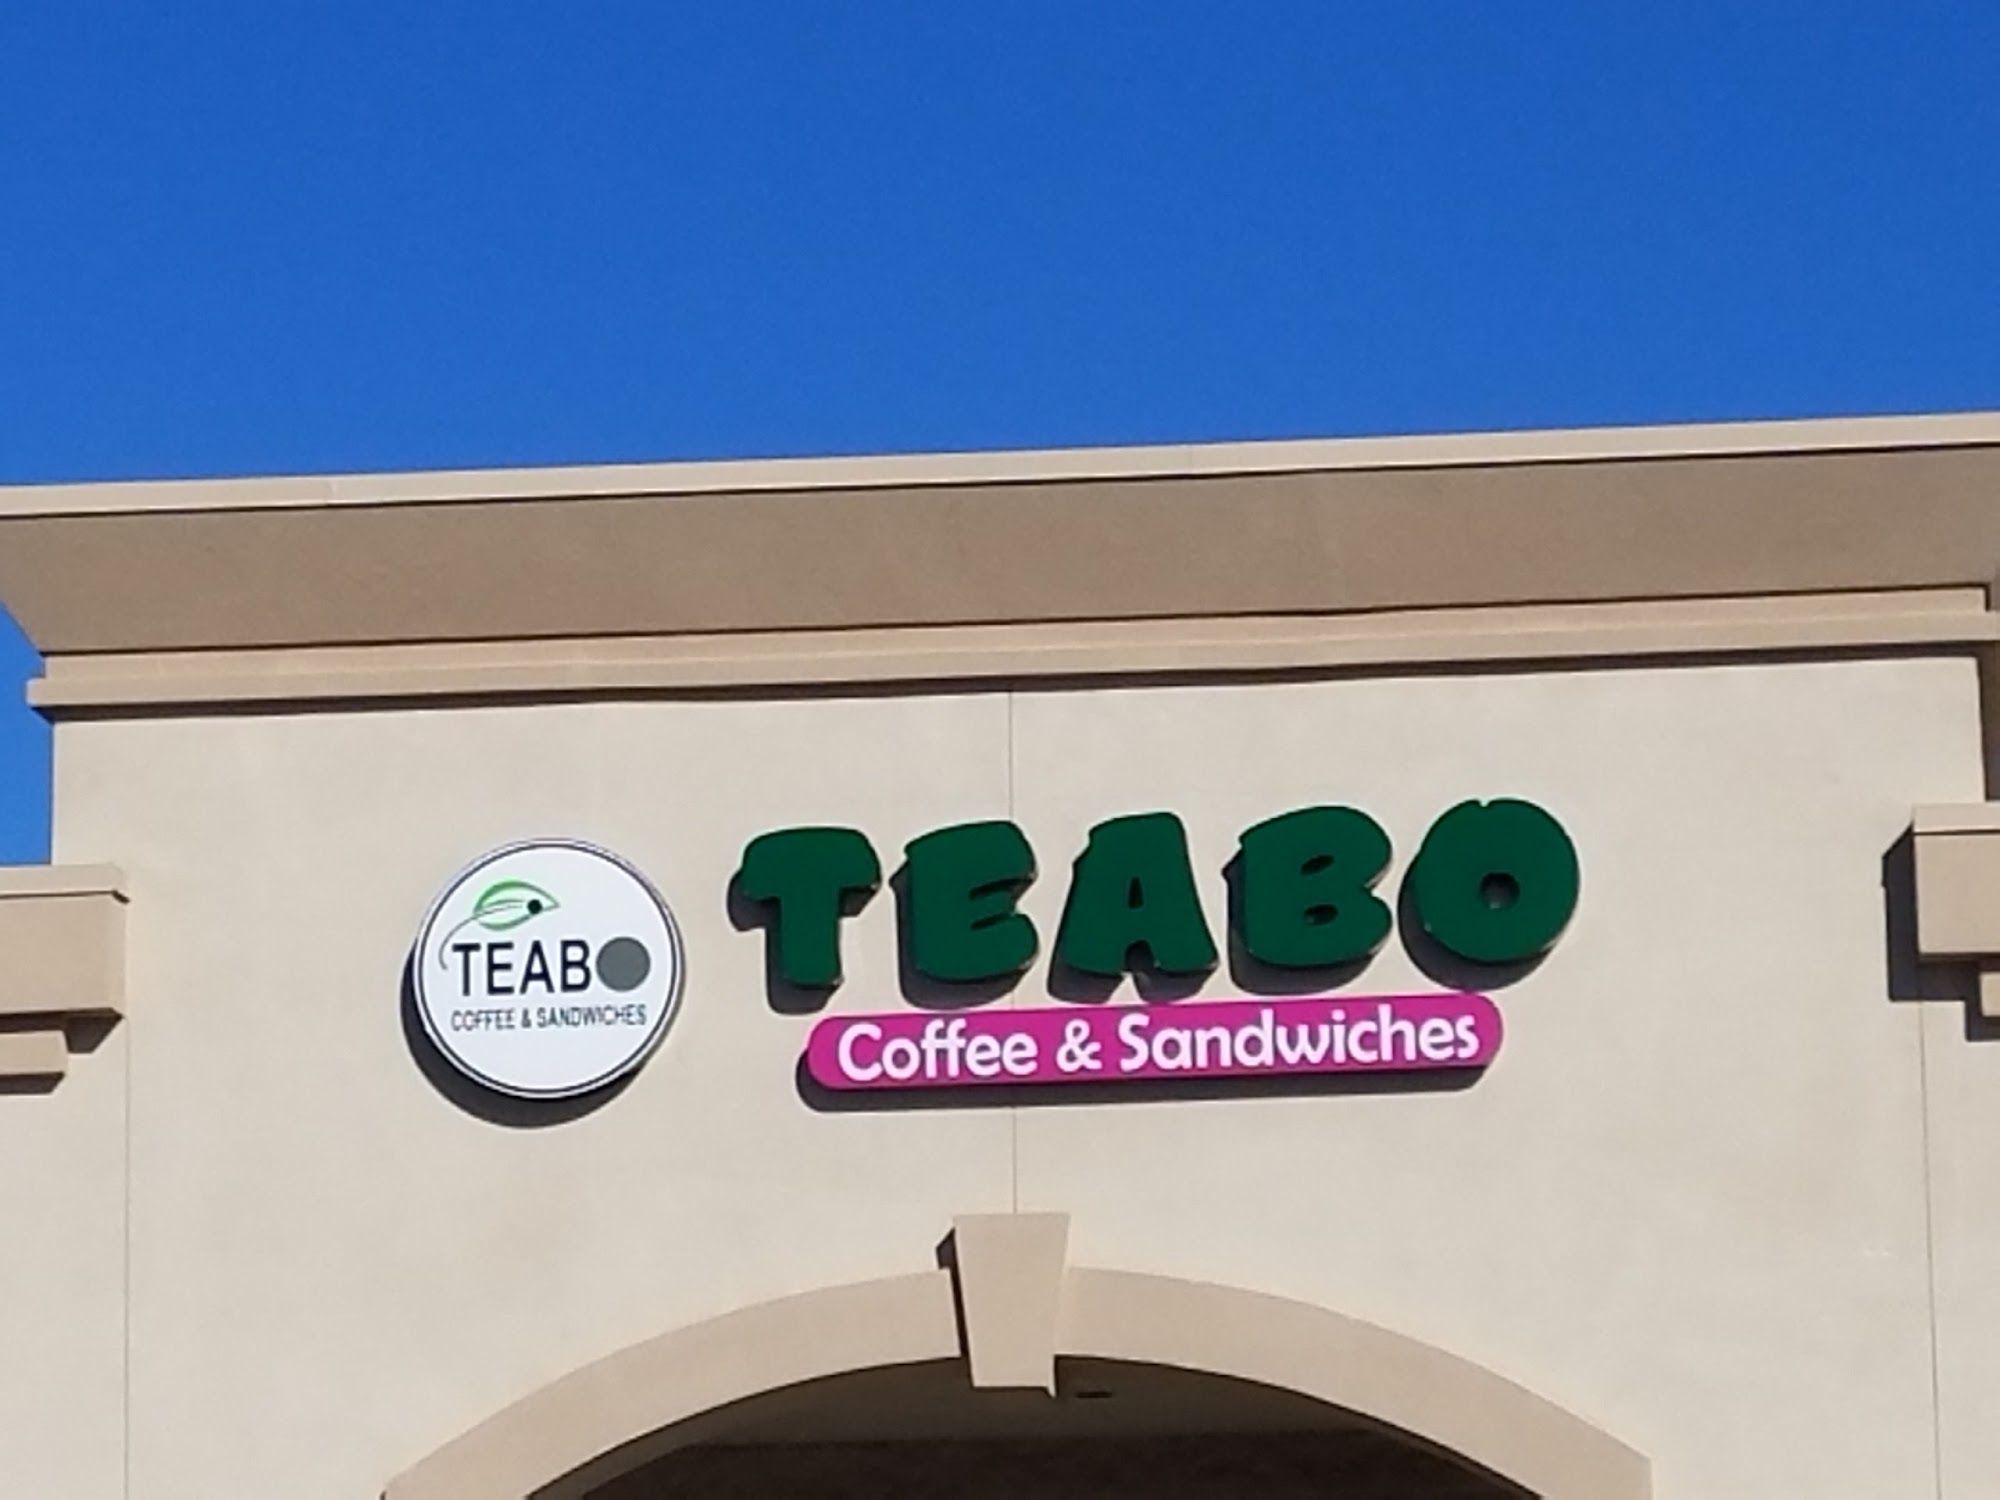 TEABO
COFFEE & SANDWICHES
TEABO
Coffee & Sandwiches